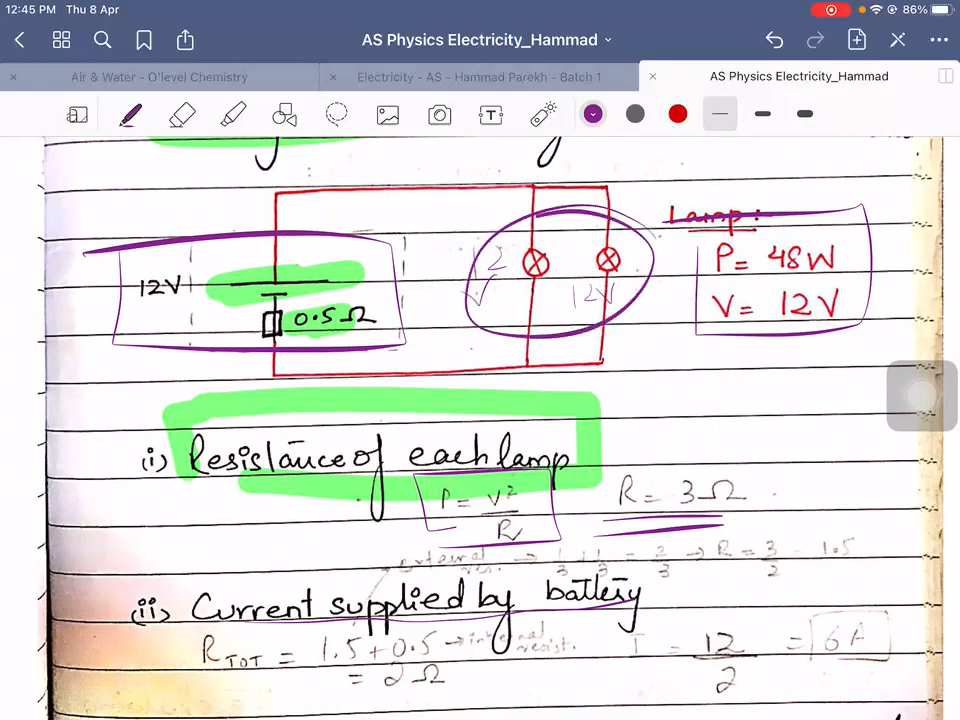 12:45 PM Thu 8 Apr
86%
AS Physics Electricity_Hammad
Air & Water - O'level Chemistry
Electricity - AS - Hammad Parekh - Batch 1
AS Physics Electricity_Hammad
Lamp:
12V
0.5Ω
12
V
12V
P = 48W
V = 12V
(i) Resistance of each lamp
P = V²/R
R = 3Ω
external res. → 1/3 + 1/3 = 2/3 → R = 3/2 = 1.5
(ii) Current supplied by battery
R TOT = 1.5 + 0.5 → internal resist.
= 2Ω
I = 12/2 = 6A